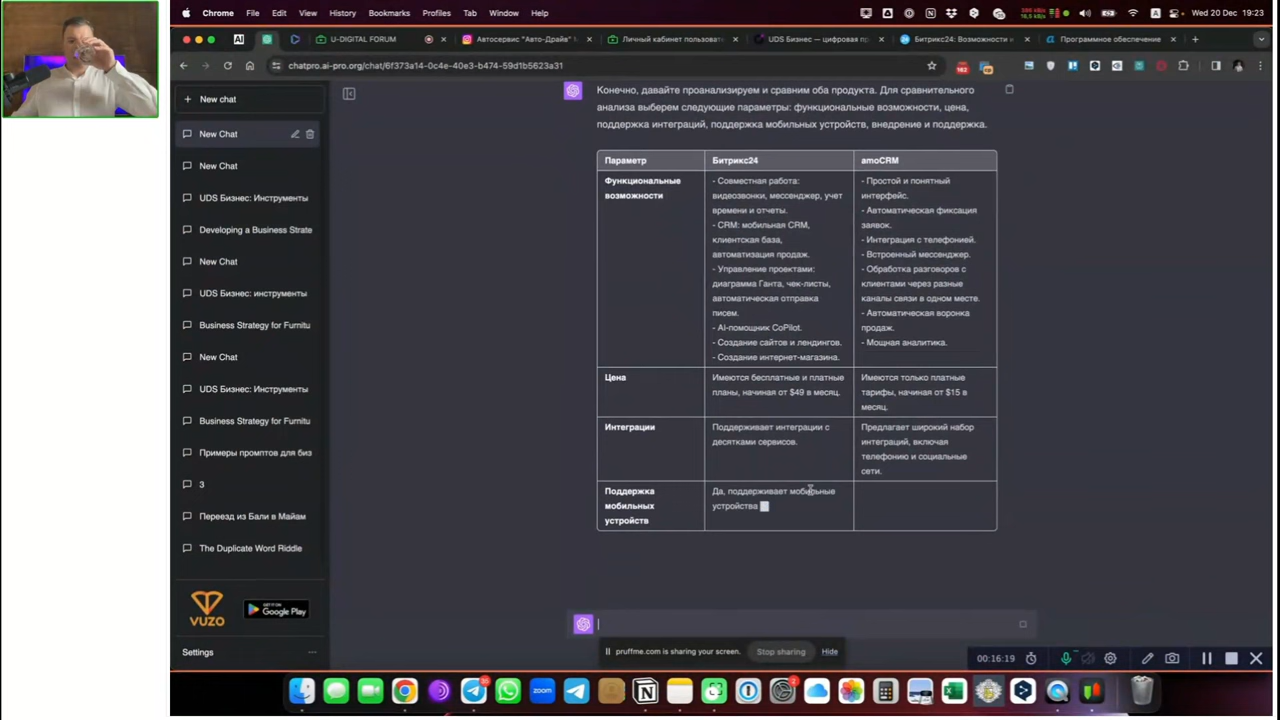 Chrome File Edit View History Bookmarks Profiles Tab Window Help
Wed 20 Dec 19:23
U-DIGITAL FORUM
Автосервис "Авто-Драйв"
Личный кабинет пользовате
UDS Бизнес — цифровая п
Битрикс24: Возможности и
Программное обеспечение
chatpro.ai-pro.org/chat/6f373a14-0c4e-40e3-b474-59d1b5623a31
New chat
New Chat
New Chat
UDS Бизнес: Инструменты
Developing a Business Strate
New Chat
UDS Бизнес: инструменты
Business Strategy for Furnitu
New Chat
UDS Бизнес: Инструменты
Business Strategy for Furnitu
Примеры промптов для биз
3
Переезд из Бали в Майам
The Duplicate Word Riddle
VUZO
GET IT ON
Google Play
Settings
Конечно, давайте проанализируем и сравним оба продукта. Для сравнительного
анализа выберем следующие параметры: функциональные возможности, цена,
поддержка интеграций, поддержка мобильных устройств, внедрение и поддержка.
Параметр Битрикс24 amoCRM
Функциональные
возможности
- Совместная работа:
видеозвонки, мессенджер, учет
времени и отчеты.
- CRM: мобильная CRM,
клиентская база,
автоматизация продаж.
- Управление проектами:
диаграмма Ганта, чек-листы,
автоматическая отправка
писем.
- AI-помощник CoPilot.
- Создание сайтов и лендингов.
- Создание интернет-магазина.
- Простой и понятный
интерфейс.
- Автоматическая фиксация
заявок.
- Интеграция с телефонией.
- Встроенный мессенджер.
- Обработка разговоров с
клиентами через разные
каналы связи в одном месте.
- Автоматическая воронка
продаж.
- Мощная аналитика.
Цена
Имеются бесплатные и платные
планы, начиная от $49 в месяц.
Имеются только платные
тарифы, начиная от $15 в
месяц.
Интеграции
Поддерживает интеграции с
десятками сервисов.
Предлагает широкий набор
интеграций, включая
телефонию и социальные
сети.
Поддержка
мобильных
устройств
Да, поддерживает мобильные
устройства
pruffme.com is sharing your screen. Stop sharing Hide
00:16:19